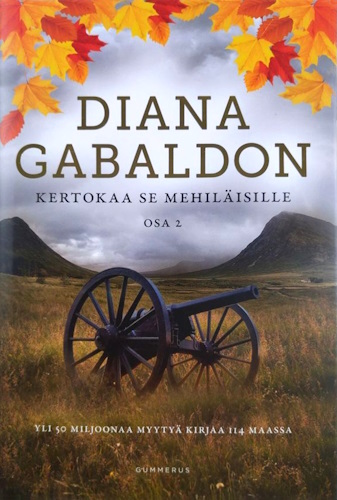 DIANA
GABALDON
KERTOKAA SE MEHILÄISILLE
OSA 2
YLI 50 MILJOONAA MYYTYÄ KIRJAA 114 MAASSA
GUMMERUS